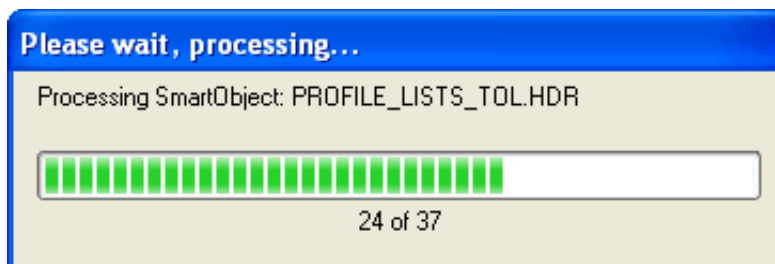 Please wait, processing...
Processing SmartObject: PROFILE_LISTS_TOL.HDR
24 of 37